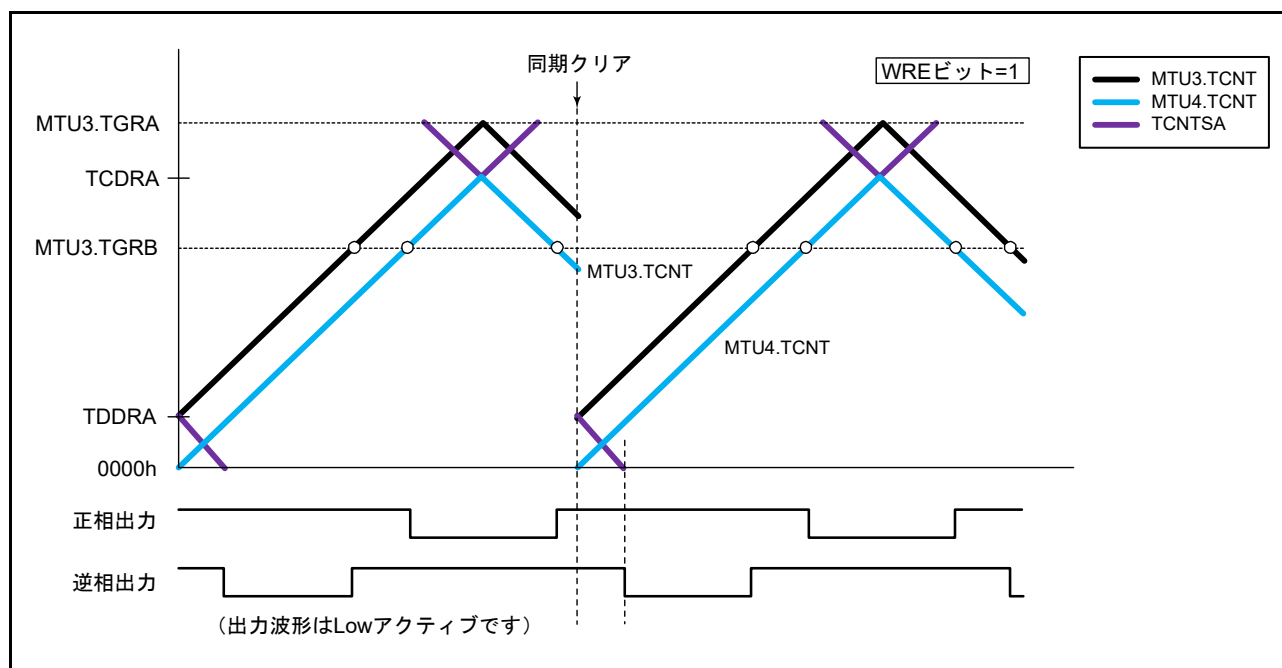 同期クリア
WREビット=1
MTU3.TCNT
MTU4.TCNT
TCNTSA
MTU3.TGRA
TCDRA
MTU3.TGRB
MTU3.TCNT
MTU4.TCNT
TDDRA
0000h
正相出力
逆相出力
（出力波形はLowアクティブです）